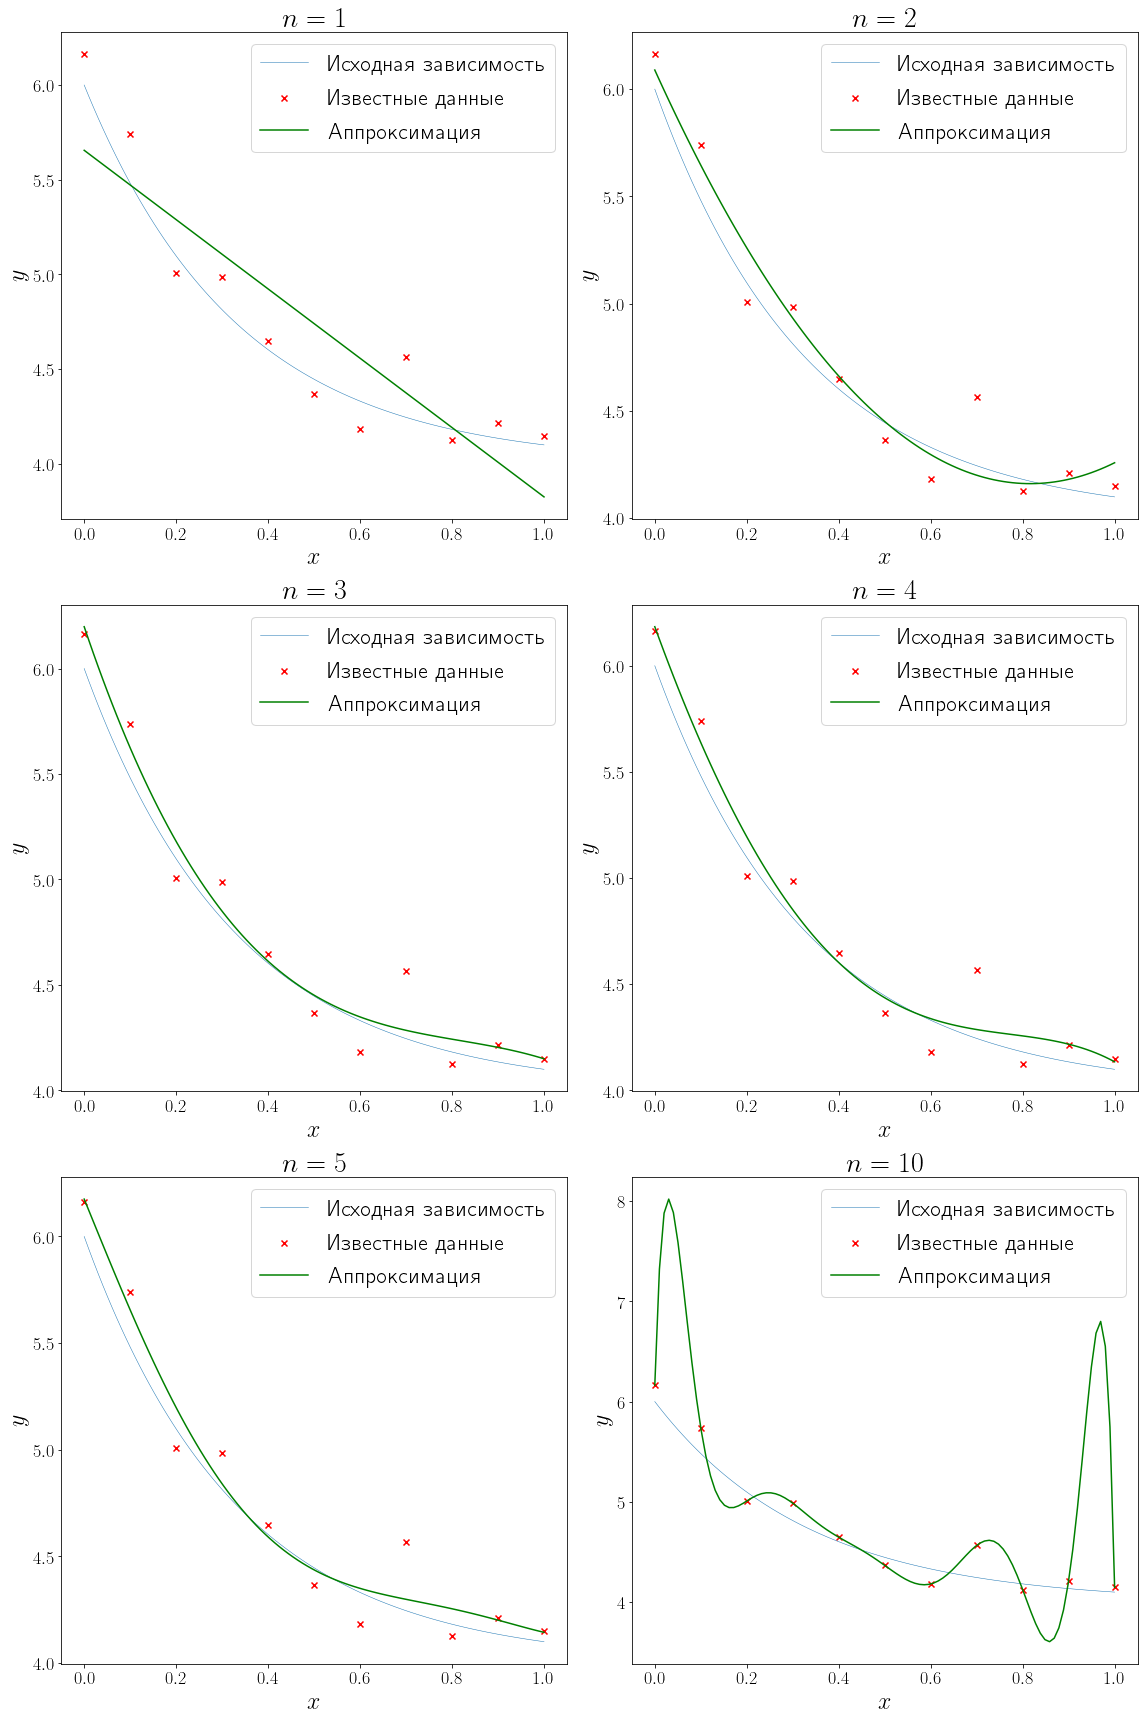 n = 1
Исходная зависимость
Известные данные
Аппроксимация
6.0
5.5
5.0
4.5
4.0
y
0.0 0.2 0.4 0.6 0.8 1.0
x
n = 2
Исходная зависимость
Известные данные
Аппроксимация
6.0
5.5
5.0
4.5
4.0
y
0.0 0.2 0.4 0.6 0.8 1.0
x
n = 3
Исходная зависимость
Известные данные
Аппроксимация
6.0
5.5
5.0
4.5
4.0
y
0.0 0.2 0.4 0.6 0.8 1.0
x
n = 4
Исходная зависимость
Известные данные
Аппроксимация
6.0
5.5
5.0
4.5
4.0
y
0.0 0.2 0.4 0.6 0.8 1.0
x
n = 5
Исходная зависимость
Известные данные
Аппроксимация
6.0
5.5
5.0
4.5
4.0
y
0.0 0.2 0.4 0.6 0.8 1.0
x
n = 10
Исходная зависимость
Известные данные
Аппроксимация
8
7
6
5
4
y
0.0 0.2 0.4 0.6 0.8 1.0
x